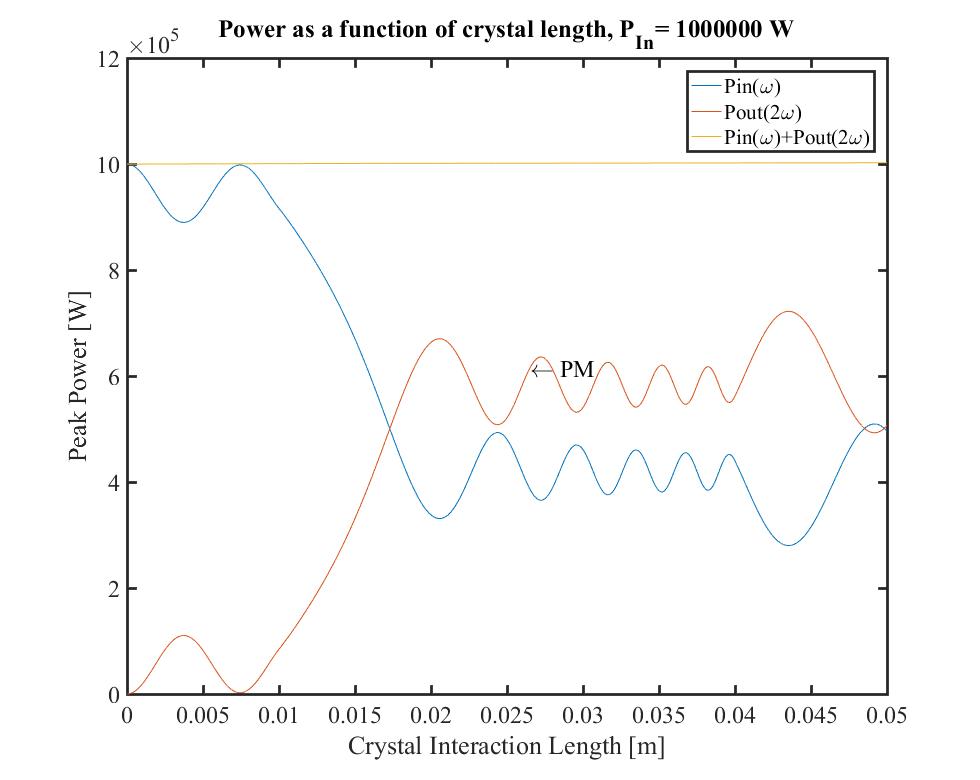 Power as a function of crystal length, P_In= 1000000 W
×10^5
12
10
8
6
4
2
0
Peak Power [W]
Pin(ω)
Pout(2ω)
Pin(ω)+Pout(2ω)
← PM
0 0.005 0.01 0.015 0.02 0.025 0.03 0.035 0.04 0.045 0.05
Crystal Interaction Length [m]